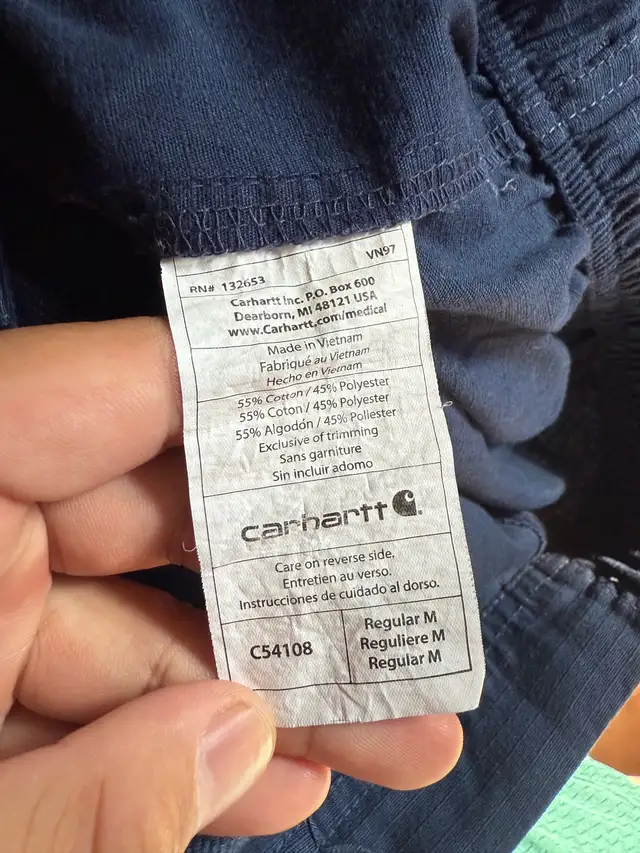 RN# 132653 VN97
Carhartt Inc. P.O. Box 600
Dearborn, MI 48121 USA
www.Carhartt.com/medical
Made in Vietnam
Fabriqué au Vietnam
Hecho en Vietnam
55% Cotton / 45% Polyester
55% Coton / 45% Polyester
55% Algodón / 45% Poliester
Exclusive of trimming
Sans garniture
Sin incluir adorno
carhartt
Care on reverse side.
Entretien au verso.
Instrucciones de cuidado al dorso.
C54108
Regular M
Reguliere M
Regular M